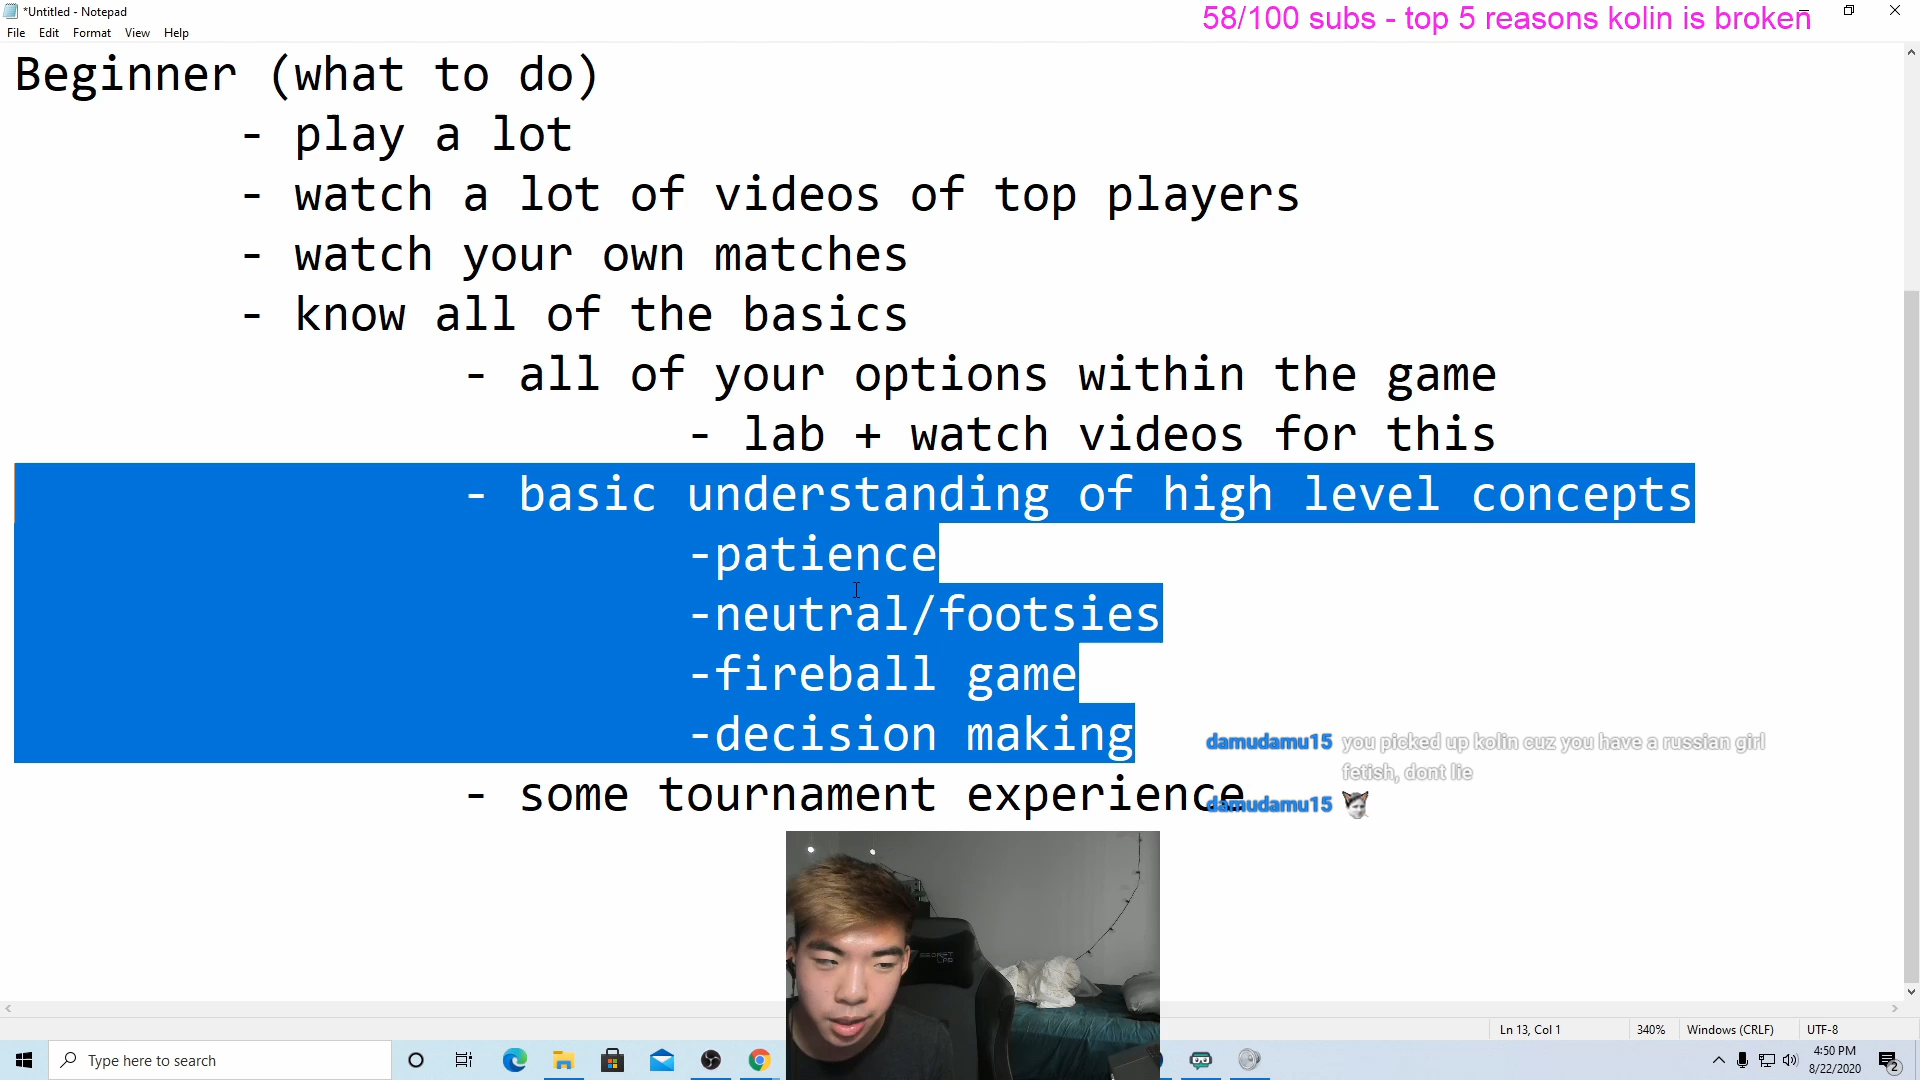 *Untitled - Notepad
58/100 subs - top 5 reasons kolin is broken
File Edit Format View Help
Beginner (what to do)
- play a lot
- watch a lot of videos of top players
- watch your own matches
- know all of the basics
- all of your options within the game
- lab + watch videos for this
- basic understanding of high level concepts
-patience
-neutral/footsies
-fireball game
-decision making
damudamu15 you picked up kolin cuz you have a russian girl
fetish, dont lie
- some tournament experience
damudamu15
SECRET
LAB
Ln 13, Col 1 340% Windows (CRLF) UTF-8
Type here to search
4:50 PM
8/22/2020
2